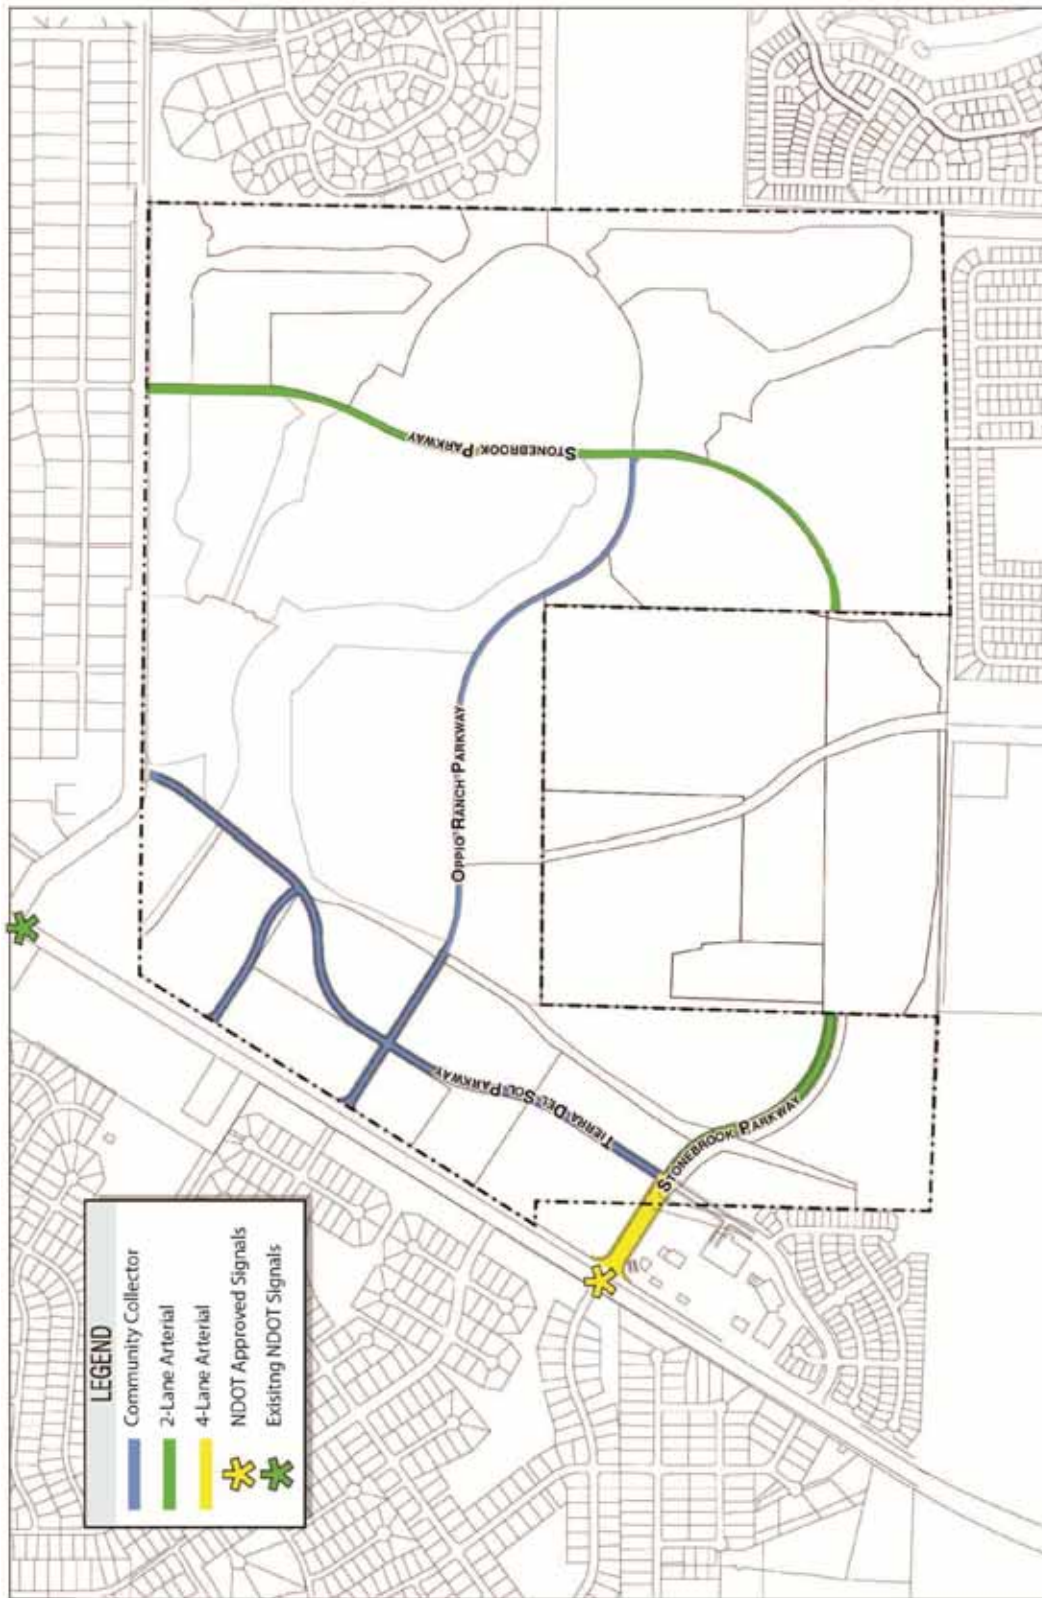 LEGEND
Community Collector
2-Lane Arterial
4-Lane Arterial
NDOT Approved Signals
Exisitng NDOT Signals
STONEBROOK PARKWAY
OPPIO RANCH PARKWAY
TIERRA DEL SOL PARKWAY
STONEBROOK PARKWAY